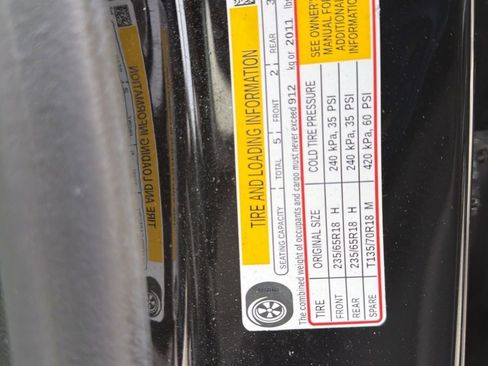 TIRE AND LOADING INFORMATION
SEATING CAPACITY TOTAL 5 FRONT 2 REAR 3
The combined weight of occupants and cargo must never exceed 912 kg or 2011 lbs
TIRE ORIGINAL SIZE COLD TIRE PRESSURE
FRONT 235/65R18 H 240 kPa, 35 PSI
REAR 235/65R18 H 240 kPa, 35 PSI
SPARE T135/70R18 M 420 kPa, 60 PSI
SEE OWNER'S
MANUAL FOR
ADDITIONAL
INFORMATION
TIRE AND LOADING INFORMATION